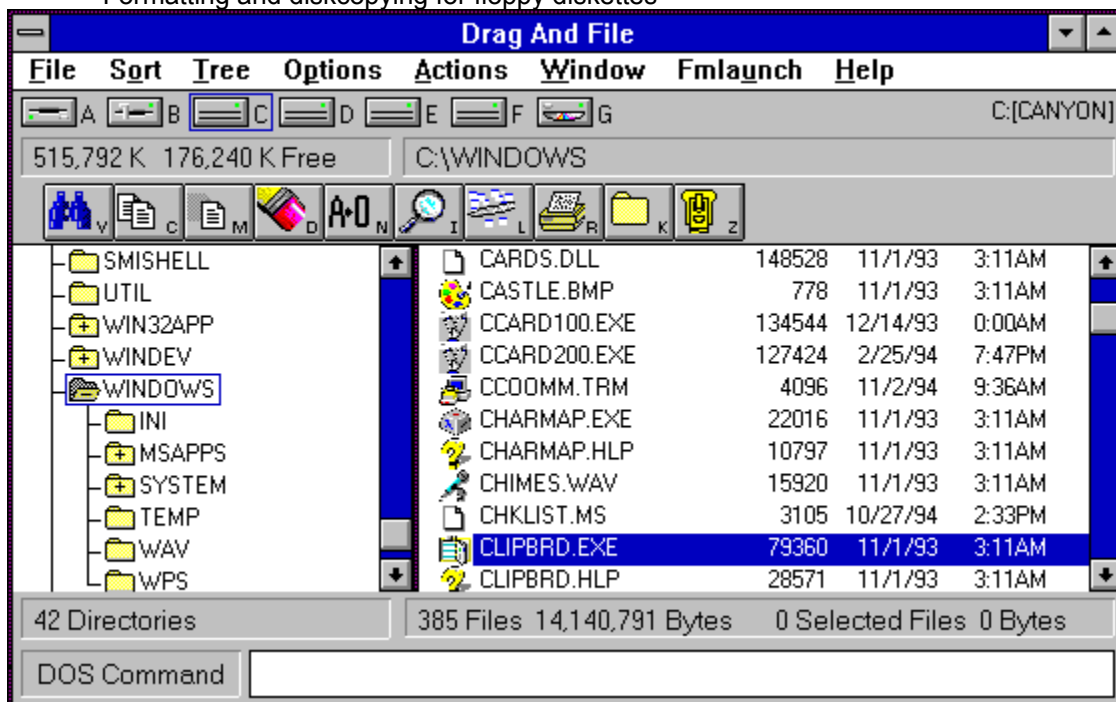 Formatting and diskcopying for floppy diskettes
Drag And File
File Sort Tree Options Actions Window Fmlaunch Help
A B C D E F G C:[CANYON]
515,792 K 176,240 K Free C:\WINDOWS
V C M D A▸0 N I L R K Z
SMISHELL CARDS.DLL 148528 11/1/93 3:11AM
UTIL CASTLE.BMP 778 11/1/93 3:11AM
WIN32APP CCARD100.EXE 134544 12/14/93 0:00AM
WINDEV CCARD200.EXE 127424 2/25/94 7:47PM
WINDOWS CCOOMM.TRM 4096 11/2/94 9:36AM
INI CHARMAP.EXE 22016 11/1/93 3:11AM
MSAPPS CHARMAP.HLP 10797 11/1/93 3:11AM
SYSTEM CHIMES.WAV 15920 11/1/93 3:11AM
TEMP CHKLIST.MS 3105 10/27/94 2:33PM
WAV CLIPBRD.EXE 79360 11/1/93 3:11AM
WPS CLIPBRD.HLP 28571 11/1/93 3:11AM
42 Directories 385 Files 14,140,791 Bytes 0 Selected Files 0 Bytes
DOS Command